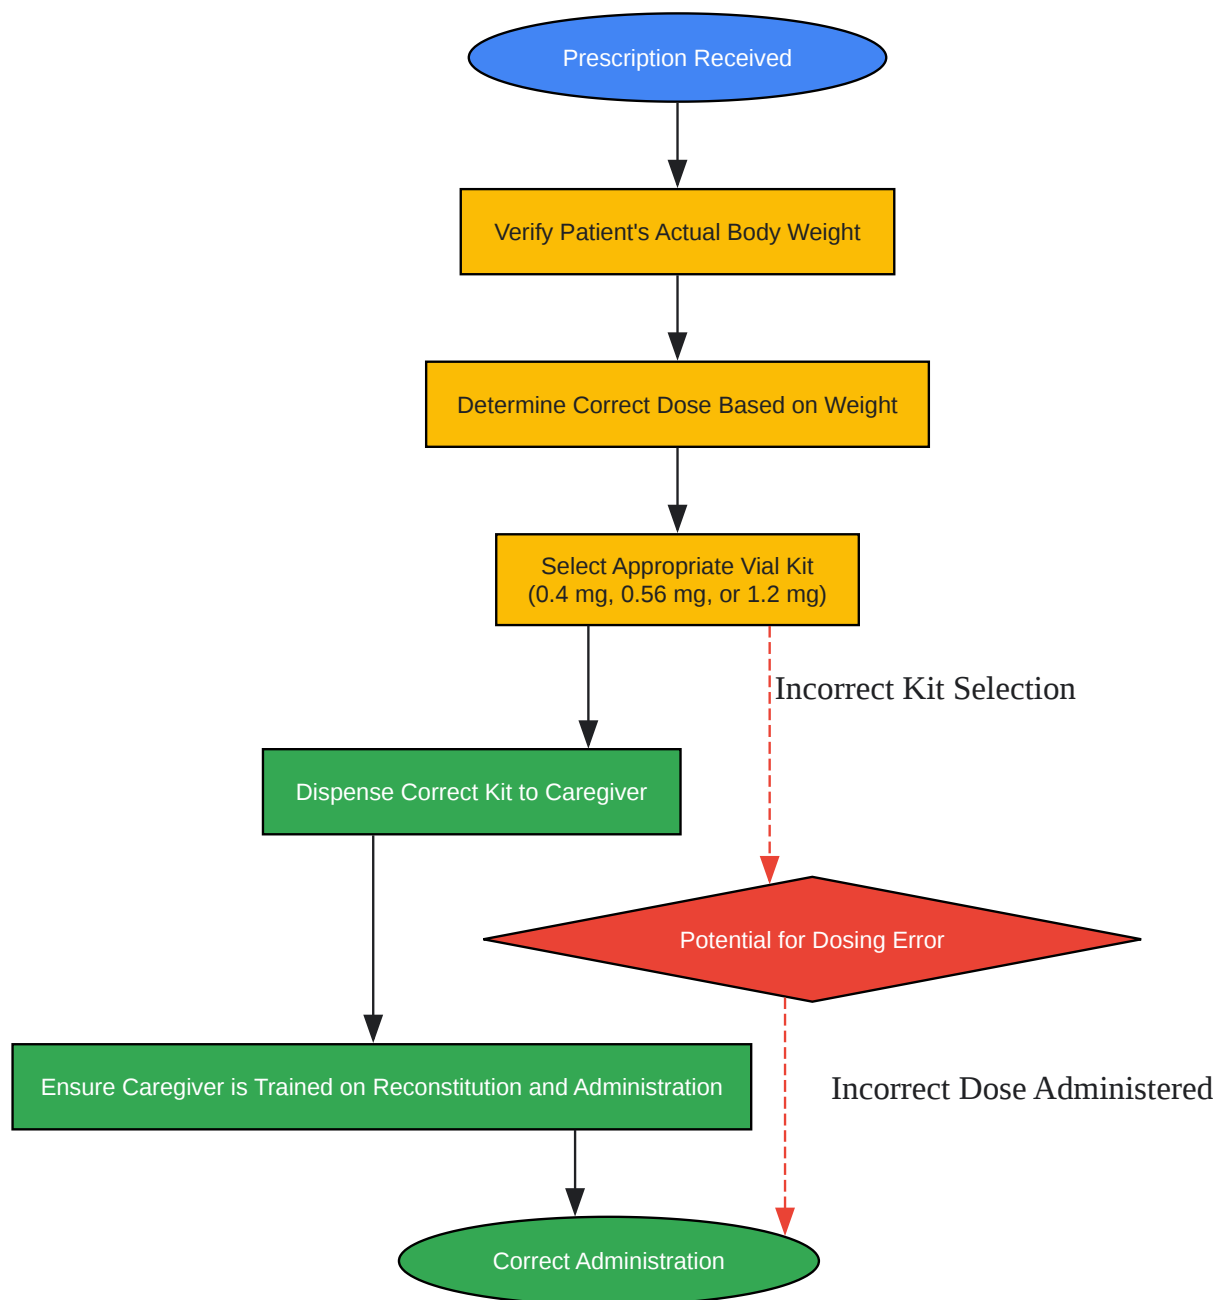 Prescription Received
Verify Patient's Actual Body Weight
Determine Correct Dose Based on Weight
Select Appropriate Vial Kit
(0.4 mg, 0.56 mg, or 1.2 mg)
Incorrect Kit Selection
Dispense Correct Kit to Caregiver
Potential for Dosing Error
Ensure Caregiver is Trained on Reconstitution and Administration
Incorrect Dose Administered
Correct Administration